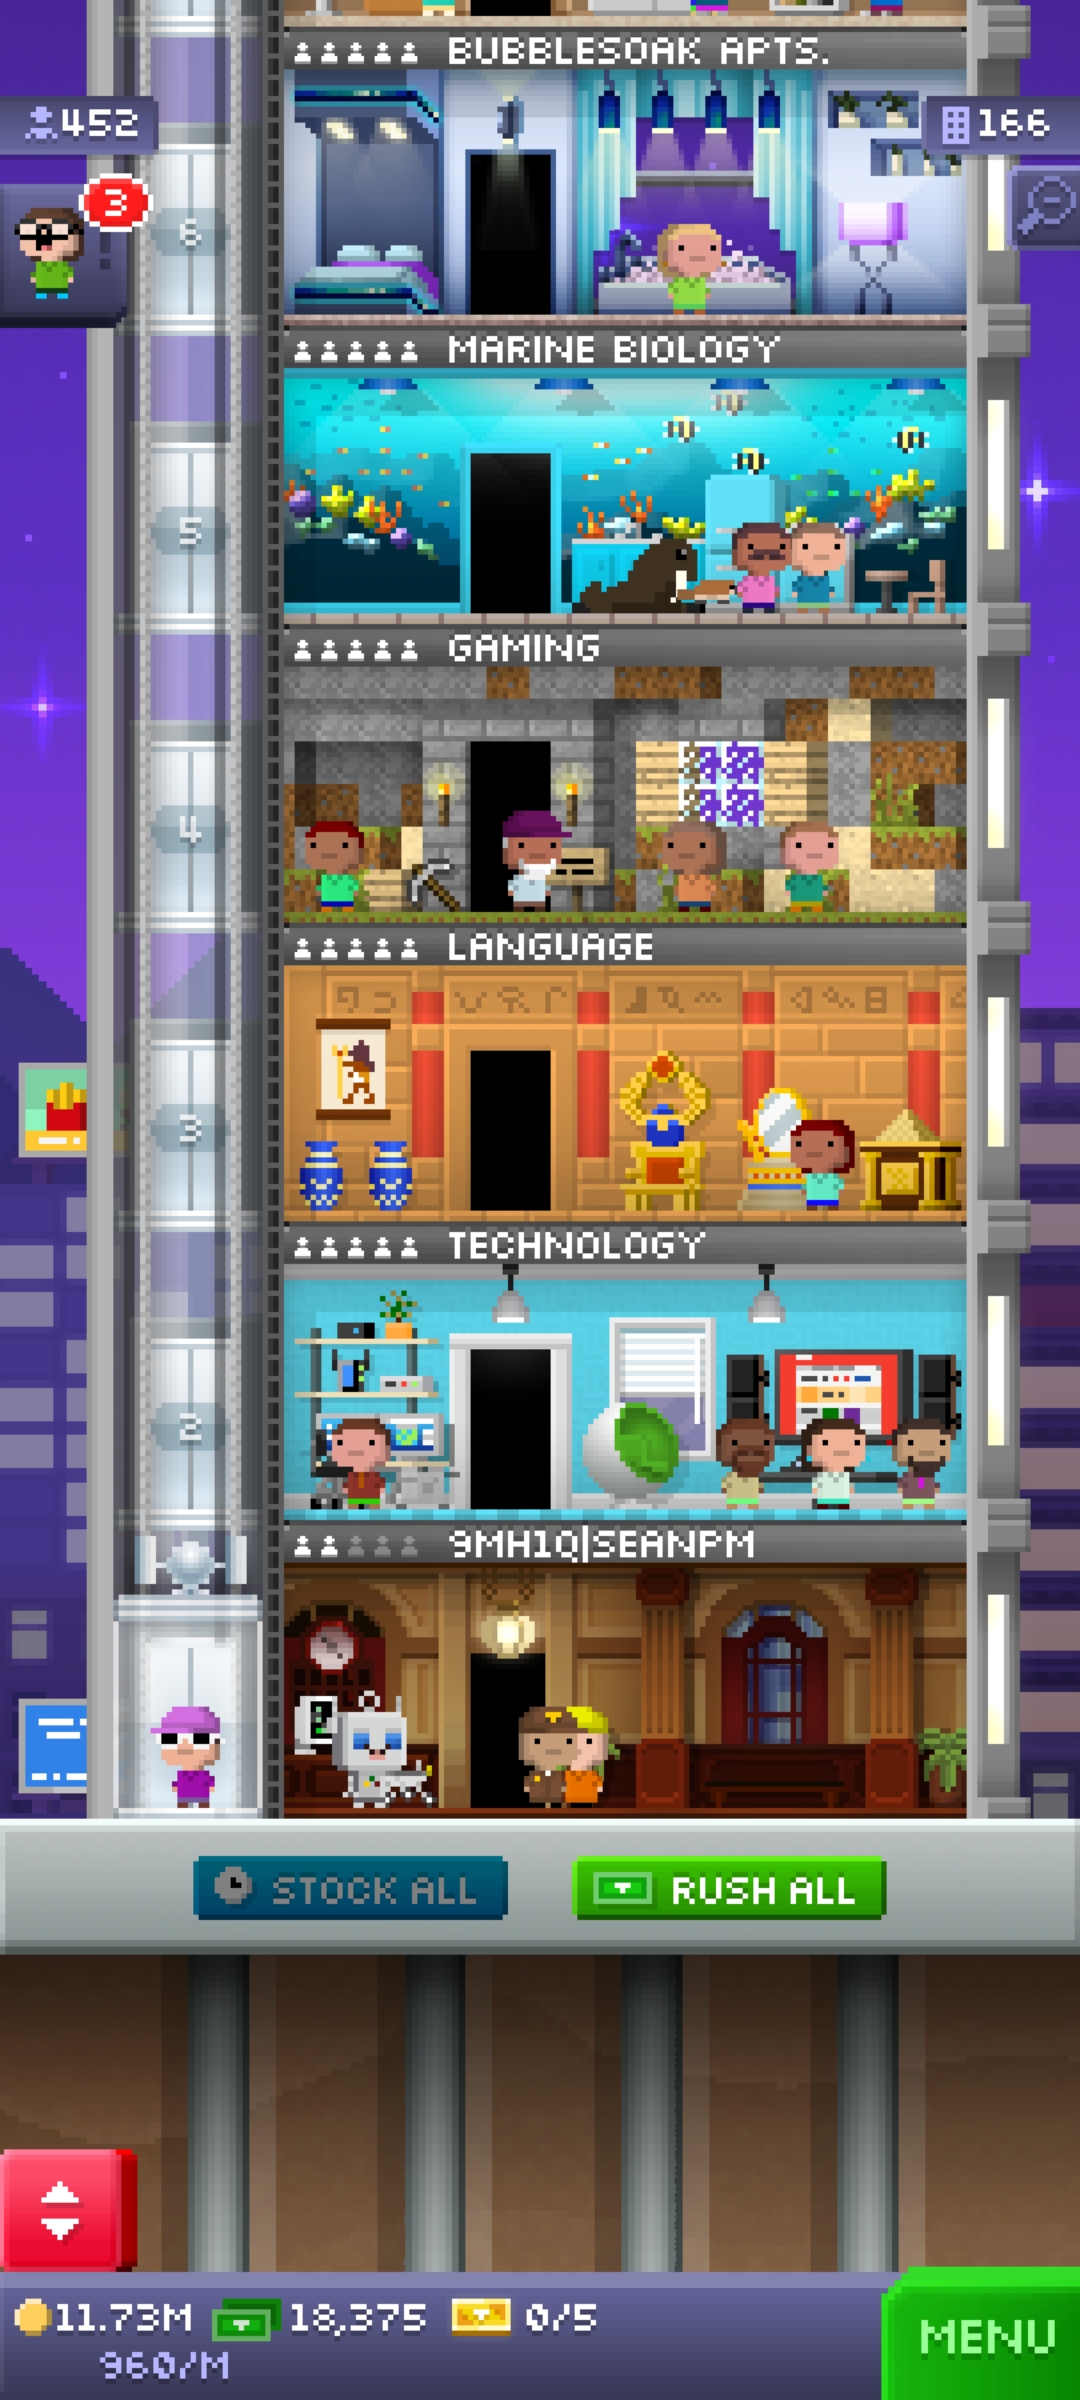 BUBBLESOAK APTS.
452
166
3
6
MARINE BIOLOGY
5
GAMING
4
LANGUAGE
3
TECHNOLOGY
2
9MH1Q|SEANPM
STOCK ALL
RUSH ALL
11.73M
18,375
0/5
960/M
MENU